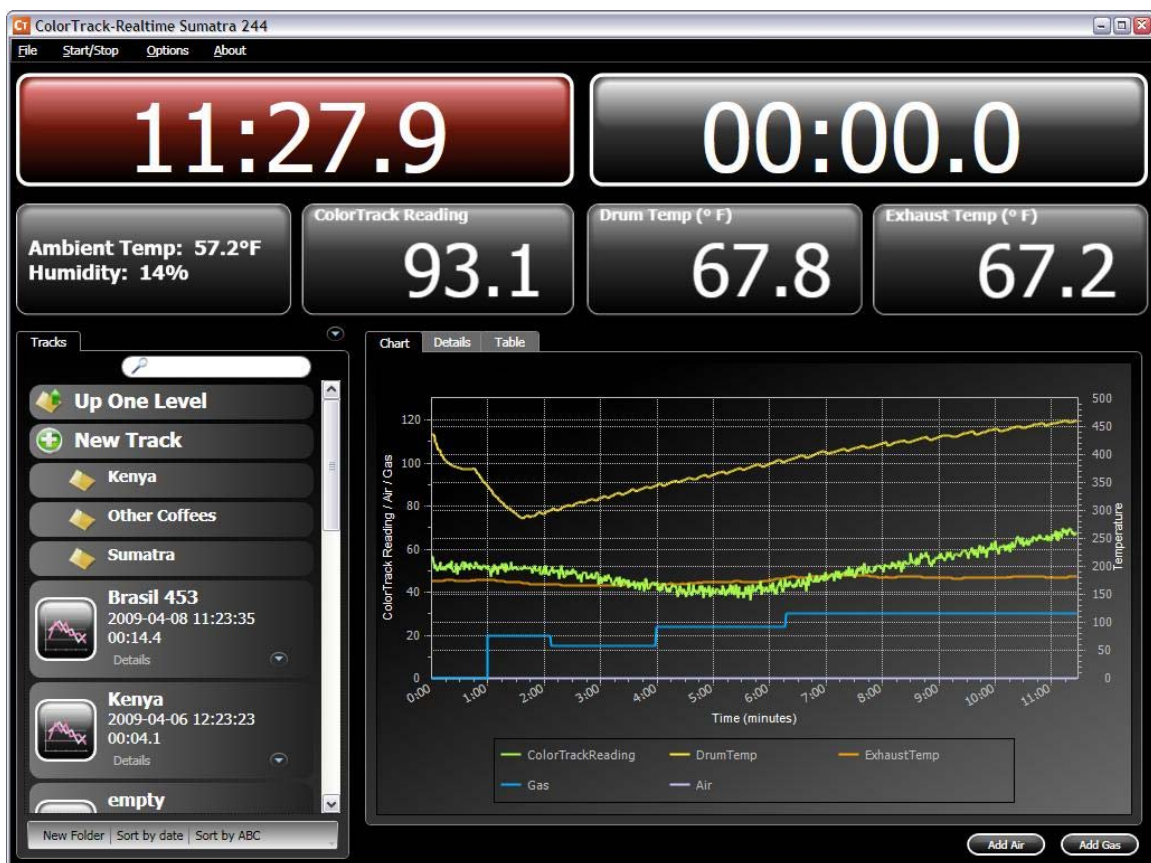 CT ColorTrack-Realtime Sumatra 244
File Start/Stop Options About
11:27.9 00:00.0
Ambient Temp: 57.2°F
Humidity: 14%
ColorTrack Reading
93.1
Drum Temp (° F)
67.8
Exhaust Temp (° F)
67.2
Tracks
Up One Level
New Track
Kenya
Other Coffees
Sumatra
Brasil 453
2009-04-08 11:23:35
00:14.4
Details
Kenya
2009-04-06 12:23:23
00:04.1
Details
empty
New Folder Sort by date Sort by ABC
Chart Details Table
ColorTrack Reading / Air / Gas
120
100
80
60
40
20
0
500
450
400
350
300
250
200
150
100
50
0
Temperature
0:00 1:00 2:00 3:00 4:00 5:00 6:00 7:00 8:00 9:00 10:00 11:00
Time (minutes)
ColorTrackReading DrumTemp ExhaustTemp
Gas Air
Add Air Add Gas